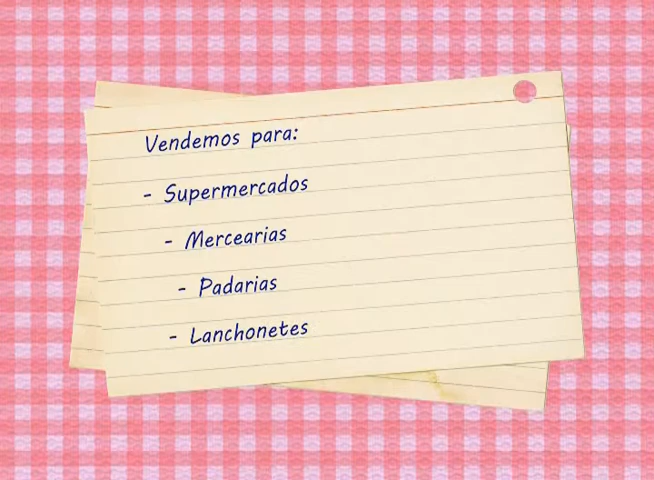 Vendemos para:
- Supermercados
- Mercearias
- Padarias
- Lanchonetes